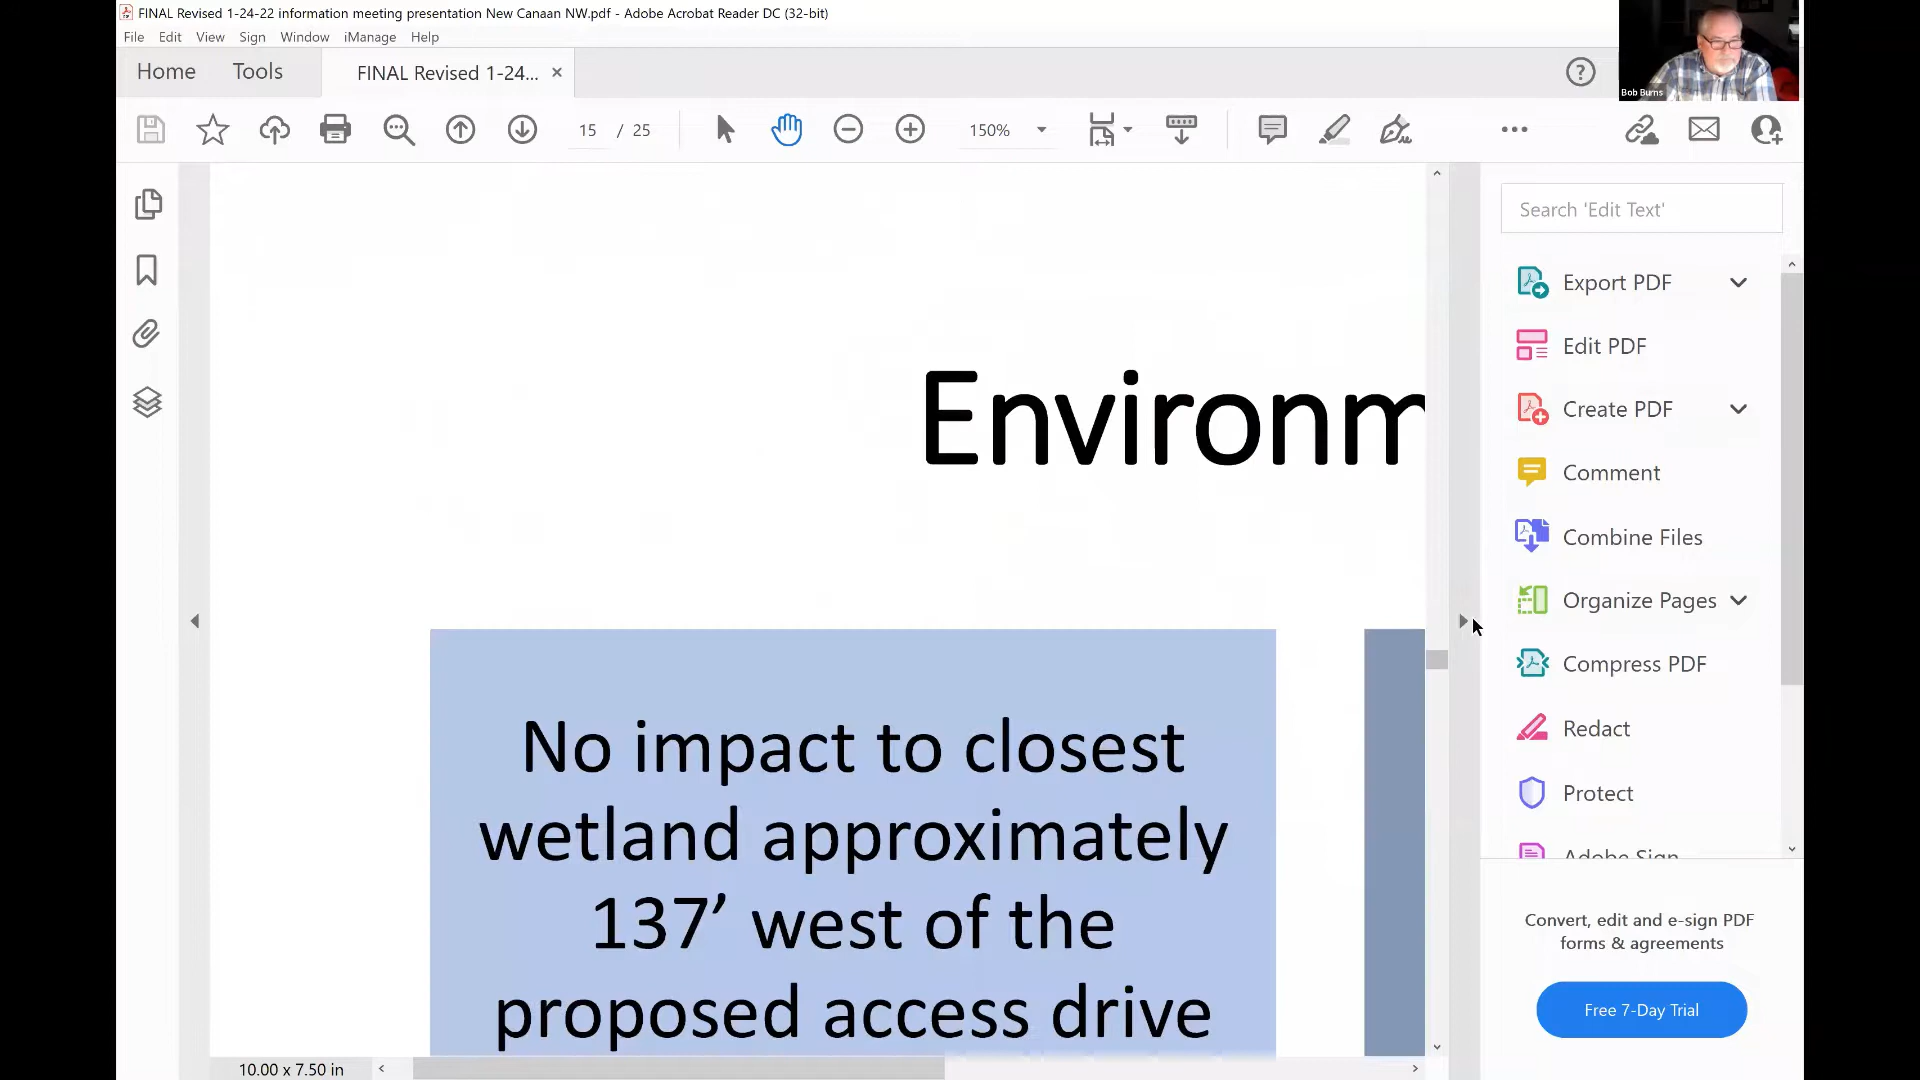 FINAL Revised 1-24-22 information meeting presentation New Canaan NW.pdf - Adobe Acrobat Reader DC (32-bit)
File Edit View Sign Window iManage Help
Home Tools FINAL Revised 1-24...
Bob Burns
15 / 25 150%
Search 'Edit Text'
Export PDF
Edit PDF
Create PDF
Comment
Combine Files
Organize Pages
Compress PDF
Redact
Protect
Adobe Sign
Convert, edit and e-sign PDF
forms & agreements
Free 7-Day Trial
Environm
No impact to closest
wetland approximately
137’ west of the
proposed access drive
10.00 x 7.50 in